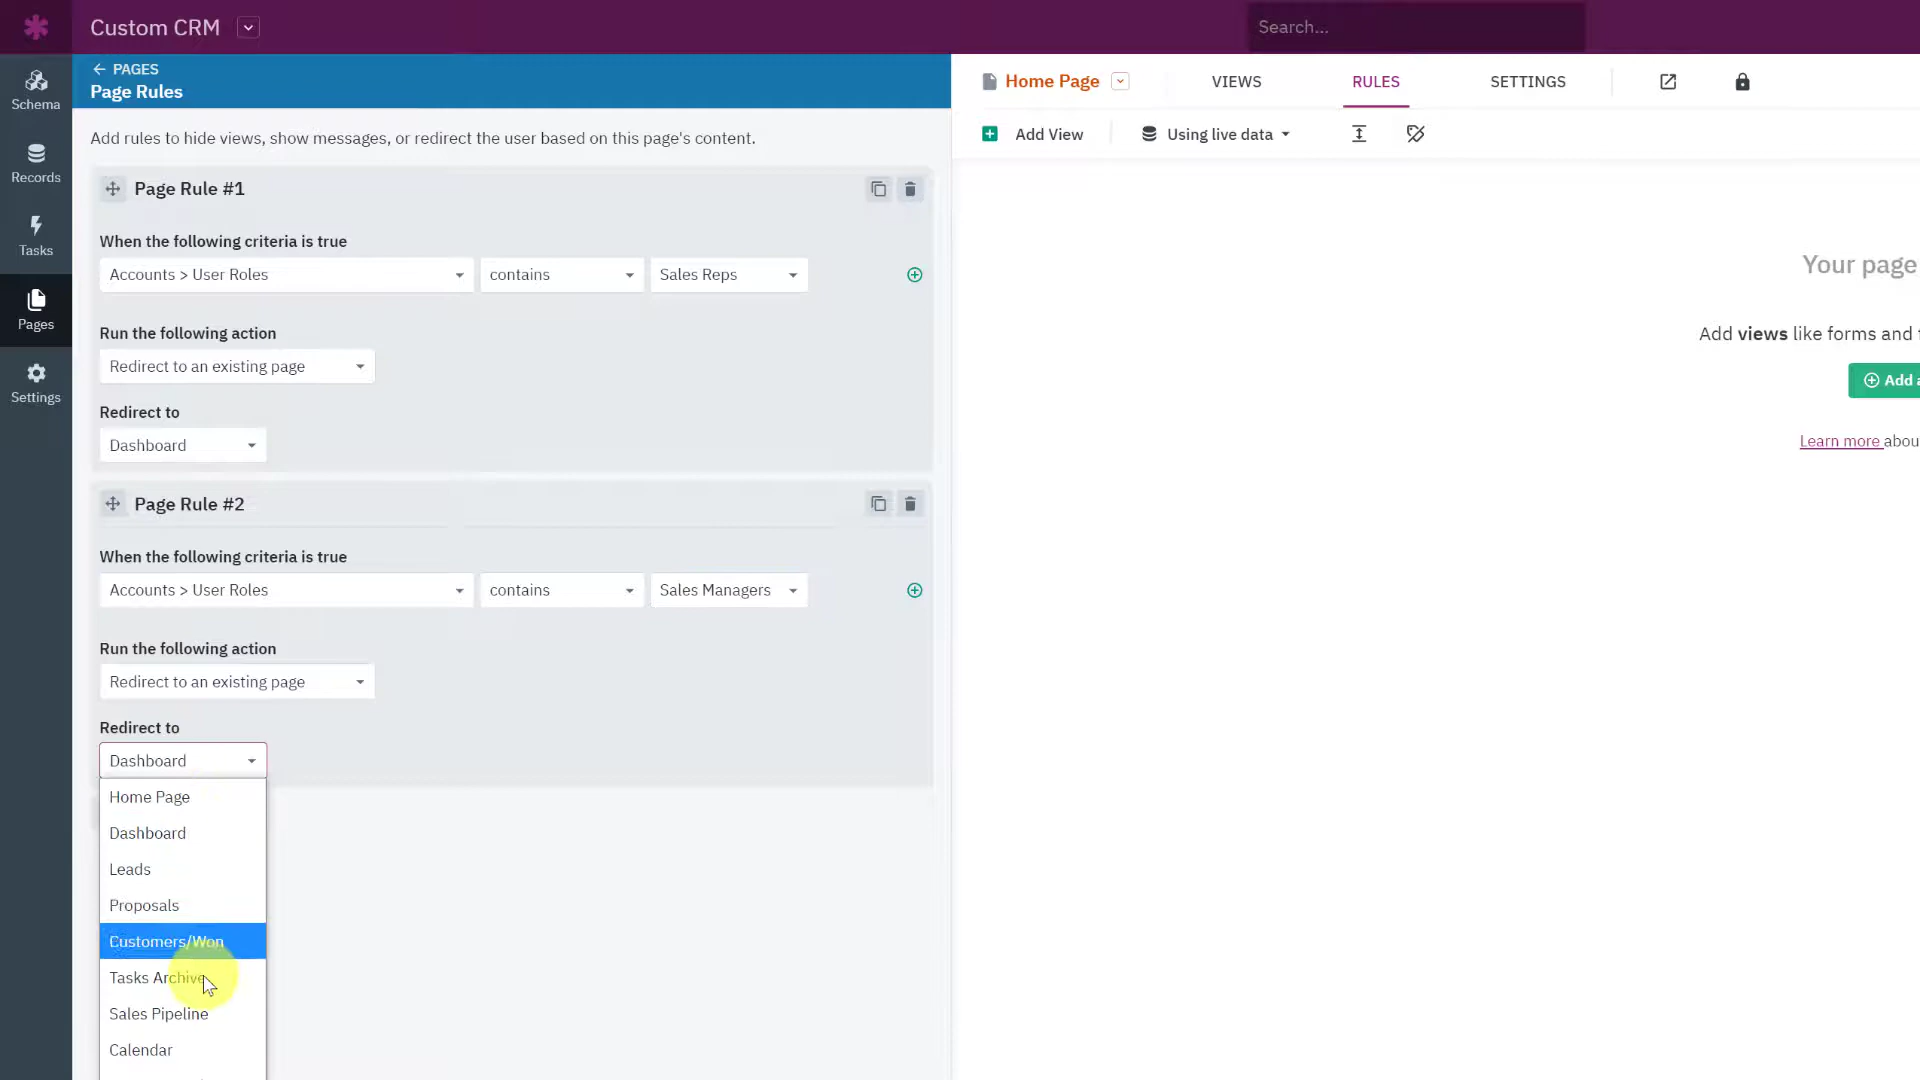 Custom CRM
Search...
Schema
Records
Tasks
Pages
Settings
PAGES
Page Rules
Add rules to hide views, show messages, or redirect the user based on this page's content.
Page Rule #1
When the following criteria is true
Accounts > User Roles
contains
Sales Reps
Run the following action
Redirect to an existing page
Redirect to
Dashboard
Page Rule #2
When the following criteria is true
Accounts > User Roles
contains
Sales Managers
Run the following action
Redirect to an existing page
Redirect to
Dashboard
Home Page
Dashboard
Leads
Proposals
Customers/Won
Tasks Archive
Sales Pipeline
Calendar
Home Page
VIEWS
RULES
SETTINGS
Add View
Using live data
Your page
Add views like forms and
Add a
Learn more abou